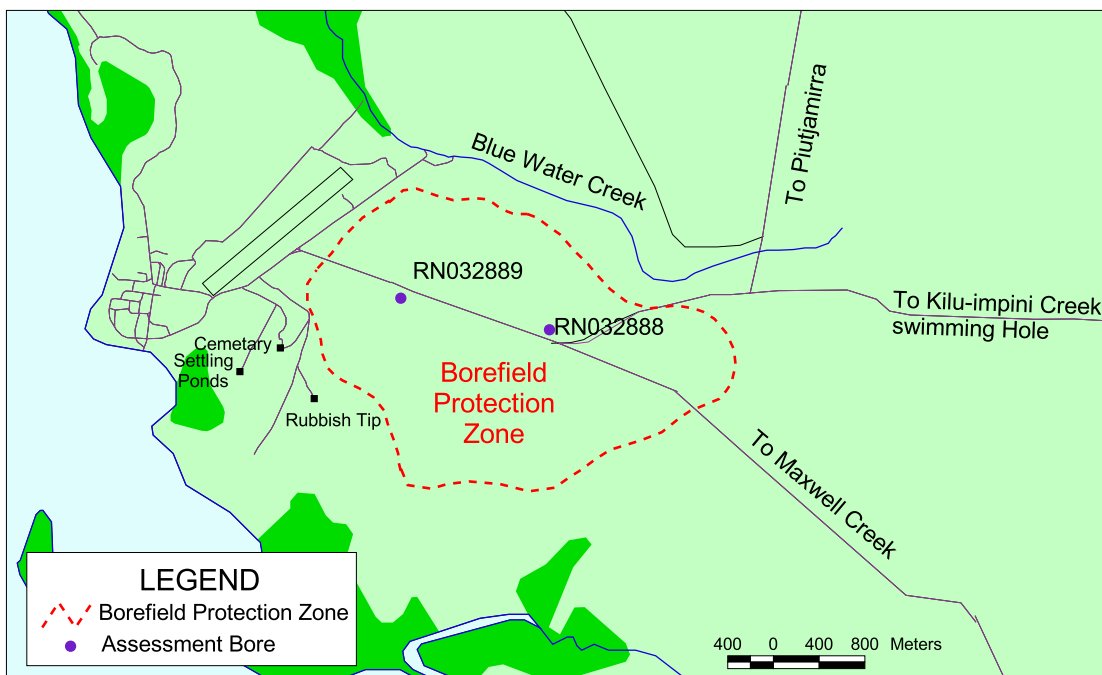 Blue Water Creek
To Piutjamirra
RN032889
To Kilu-impini Creek
swimming Hole
RN032888
Cemetary
Settling
Ponds
Borefield
Protection
Zone
Rubbish Tip
To Maxwell Creek
LEGEND
Borefield Protection Zone
Assessment Bore
400 0 400 800 Meters